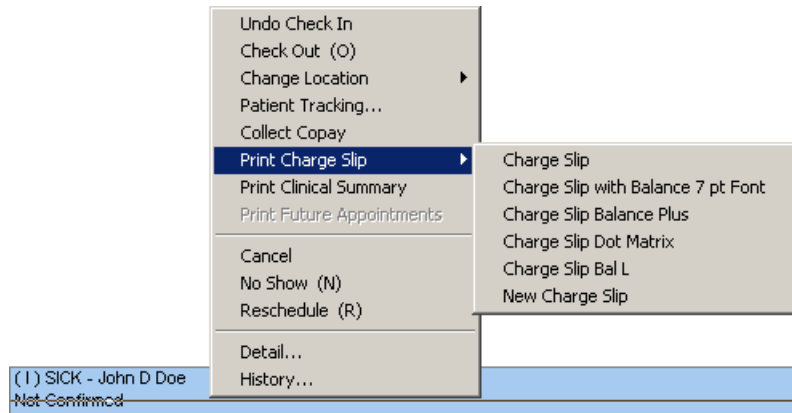 Undo Check In
Check Out (O)
Change Location
Patient Tracking...
Collect Copay
Print Charge Slip
Print Clinical Summary
Print Future Appointments
Cancel
No Show (N)
Reschedule (R)
Detail...
History...
Charge Slip
Charge Slip with Balance 7 pt Font
Charge Slip Balance Plus
Charge Slip Dot Matrix
Charge Slip Bal L
New Charge Slip
( I ) SICK - John D Doe
Not Confirmed